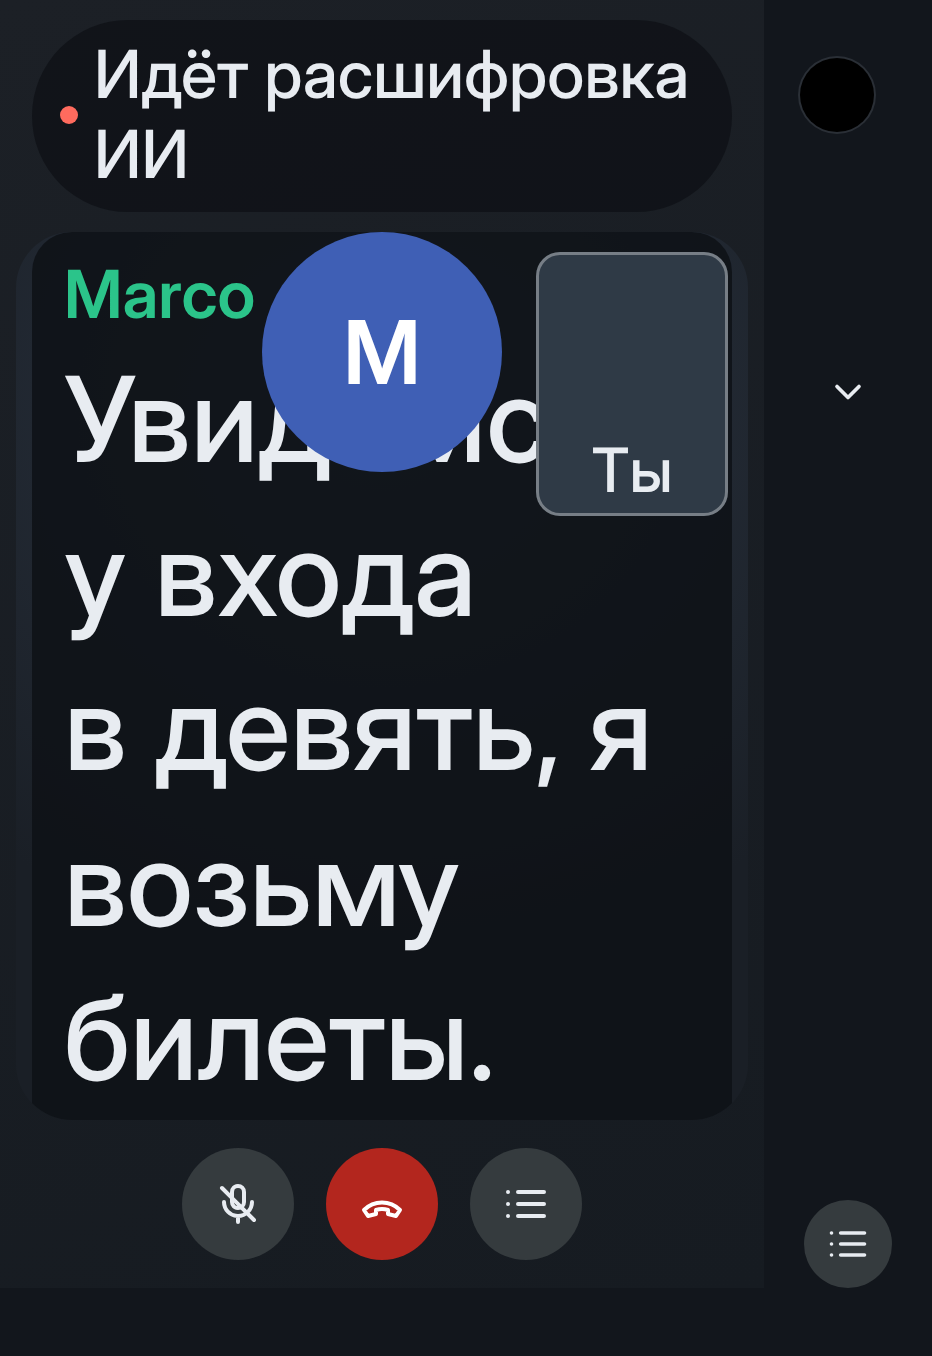 Идёт расшифровка
ИИ
Marco
M
Ты
у входа
в девять, я
возьму
билеты.